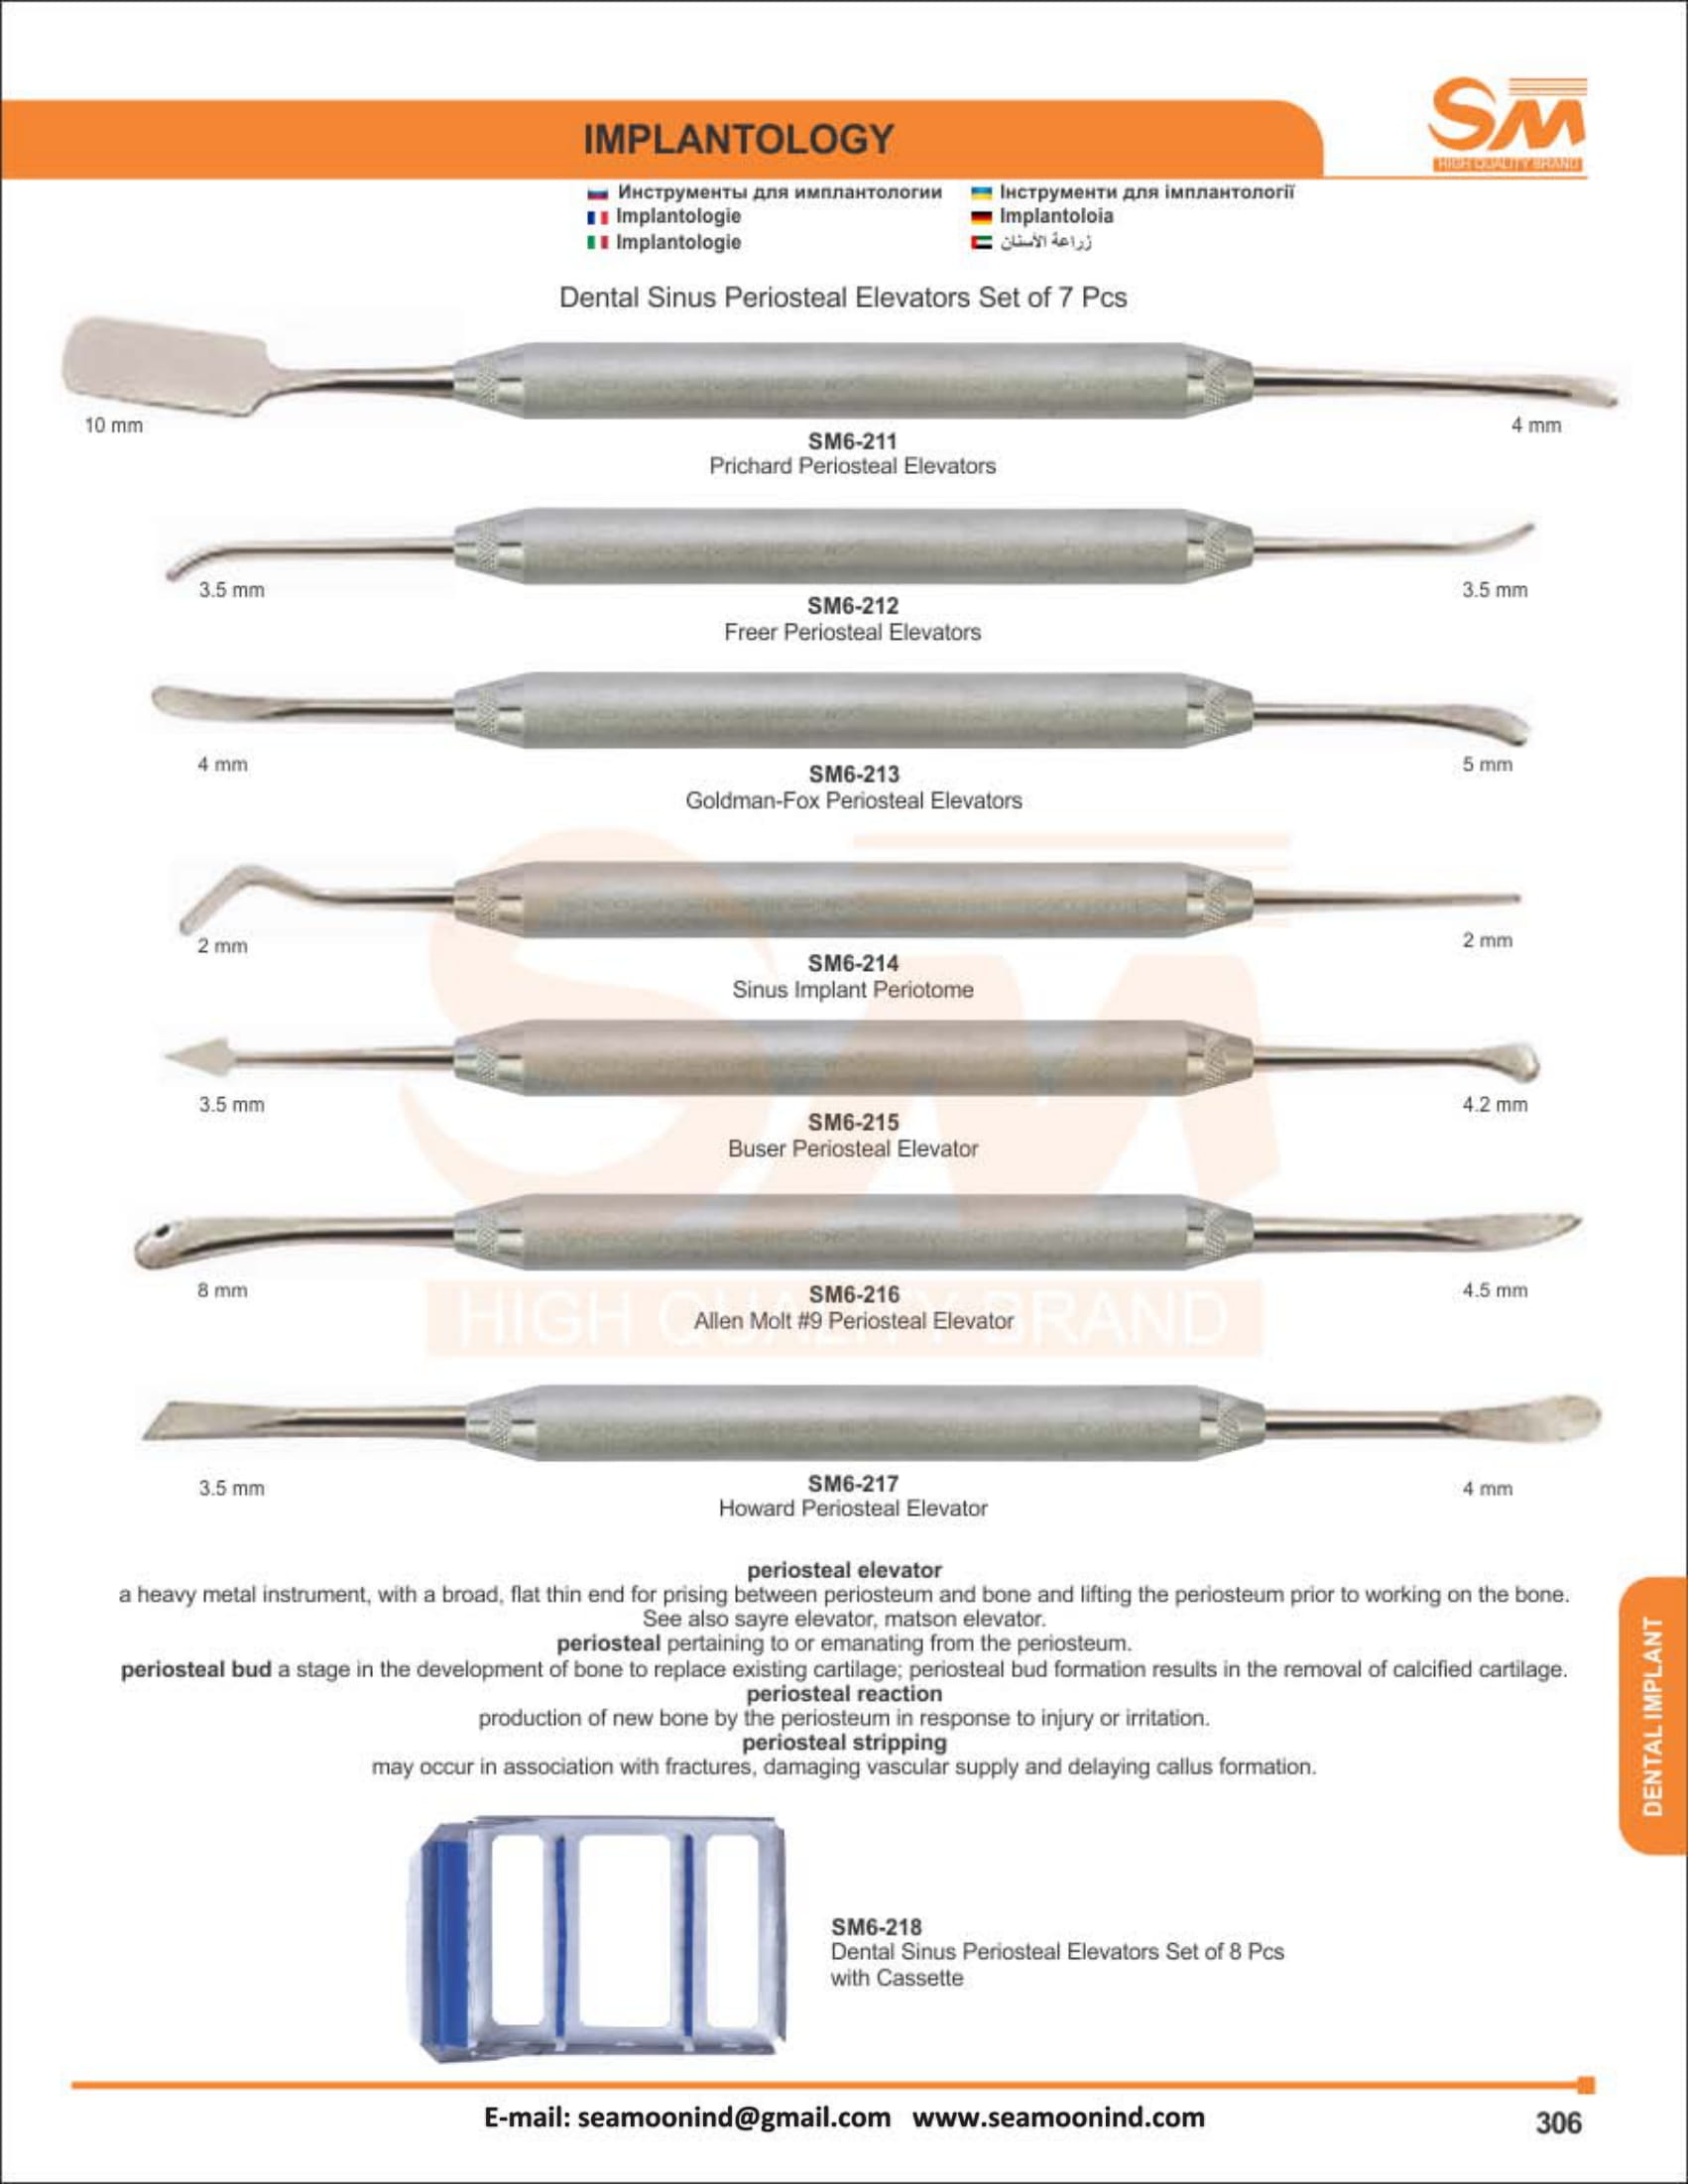 SM
HIGH QUALITY BRAND
IMPLANTOLOGY
Инструменты для имплантологии
Інструменти для імплантології
Implantologie
Implantoloia
Implantologie
زراعة الأسنان
Dental Sinus Periosteal Elevators Set of 7 Pcs
10 mm
4 mm
SM6-211
Prichard Periosteal Elevators
3.5 mm
3.5 mm
SM6-212
Freer Periosteal Elevators
4 mm
5 mm
SM6-213
Goldman-Fox Periosteal Elevators
2 mm
2 mm
SM6-214
Sinus Implant Periotome
3.5 mm
4.2 mm
SM6-215
Buser Periosteal Elevator
8 mm
4.5 mm
SM6-216
Allen Molt #9 Periosteal Elevator
SM
HIGH QUALITY BRAND
3.5 mm
4 mm
SM6-217
Howard Periosteal Elevator
periosteal elevator
a heavy metal instrument, with a broad, flat thin end for prising between periosteum and bone and lifting the periosteum prior to working on the bone.
See also sayre elevator, matson elevator.
periosteal pertaining to or emanating from the periosteum.
periosteal bud a stage in the development of bone to replace existing cartilage; periosteal bud formation results in the removal of calcified cartilage.
periosteal reaction
production of new bone by the periosteum in response to injury or irritation.
periosteal stripping
may occur in association with fractures, damaging vascular supply and delaying callus formation.
DENTAL IMPLANT
SM6-218
Dental Sinus Periosteal Elevators Set of 8 Pcs
with Cassette
E-mail: seamoonind@gmail.com www.seamoonind.com
306